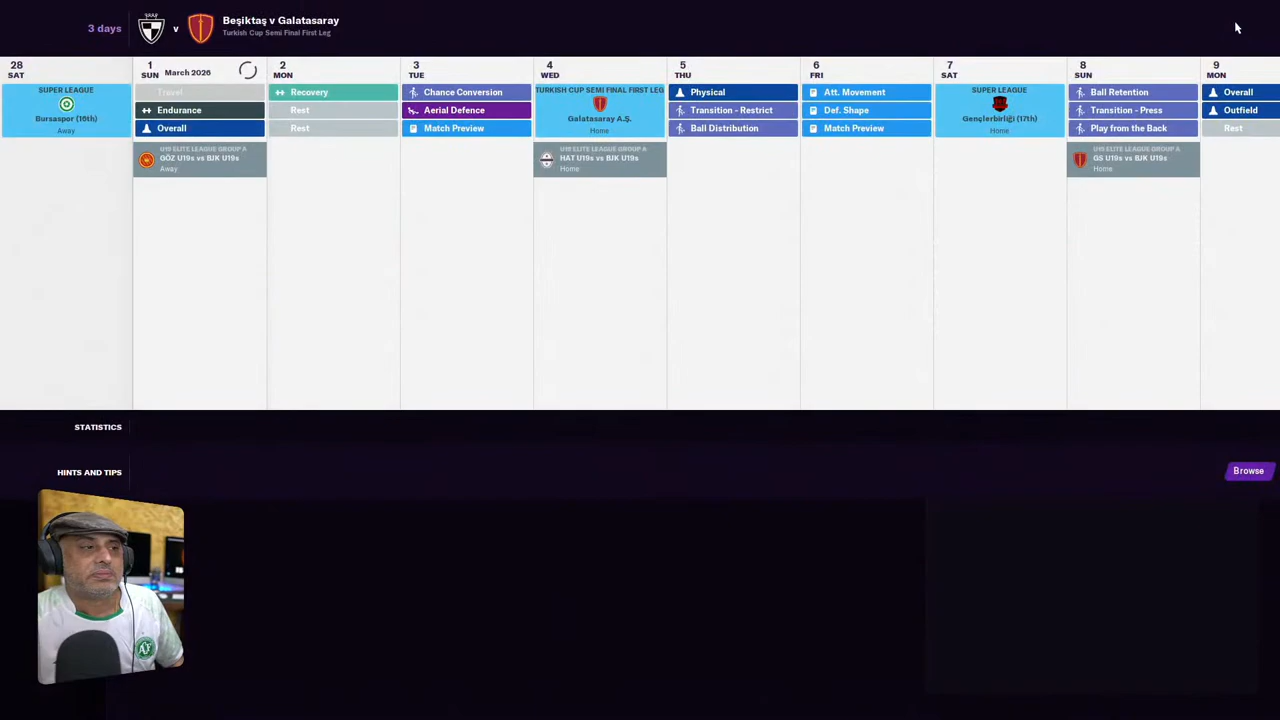 3 days
v
Beşiktaş v Galatasaray
Turkish Cup Semi Final First Leg
28
SAT
SUPER LEAGUE
Bursaspor (16th)
Away
1
SUN
March 2026
Travel
Endurance
Overall
U19 ELITE LEAGUE GROUP A
GÖZ U19s vs BJK U19s
Away
2
MON
Recovery
Rest
Rest
3
TUE
Chance Conversion
Aerial Defence
Match Preview
4
WED
TURKISH CUP SEMI FINAL FIRST LEG
Galatasaray A.Ş.
Home
U19 ELITE LEAGUE GROUP A
HAT U19s vs BJK U19s
Home
5
THU
Physical
Transition - Restrict
Ball Distribution
6
FRI
Att. Movement
Def. Shape
Match Preview
7
SAT
SUPER LEAGUE
Gençlerbirliği (17th)
Home
8
SUN
Ball Retention
Transition - Press
Play from the Back
U19 ELITE LEAGUE GROUP A
GS U19s vs BJK U19s
Home
9
MON
Overall
Outfield
Rest
STATISTICS
HINTS AND TIPS
Browse